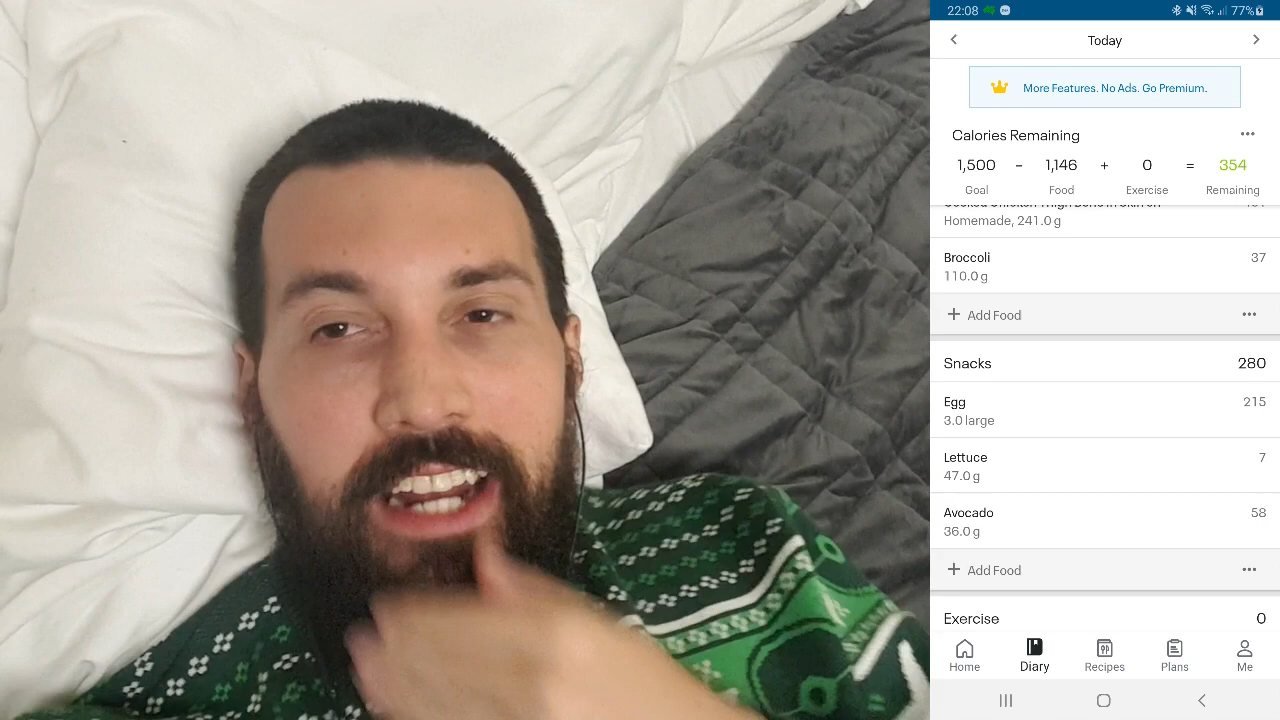 22:08
77%
Today
More Features. No Ads. Go Premium.
Calories Remaining
1,500 - 1,146 + 0 = 354
Goal Food Exercise Remaining
Homemade, 241.0 g
Broccoli 37
110.0 g
+ Add Food
Snacks 280
Egg 215
3.0 large
Lettuce 7
47.0 g
Avocado 58
36.0 g
+ Add Food
Exercise 0
Home Diary Recipes Plans Me